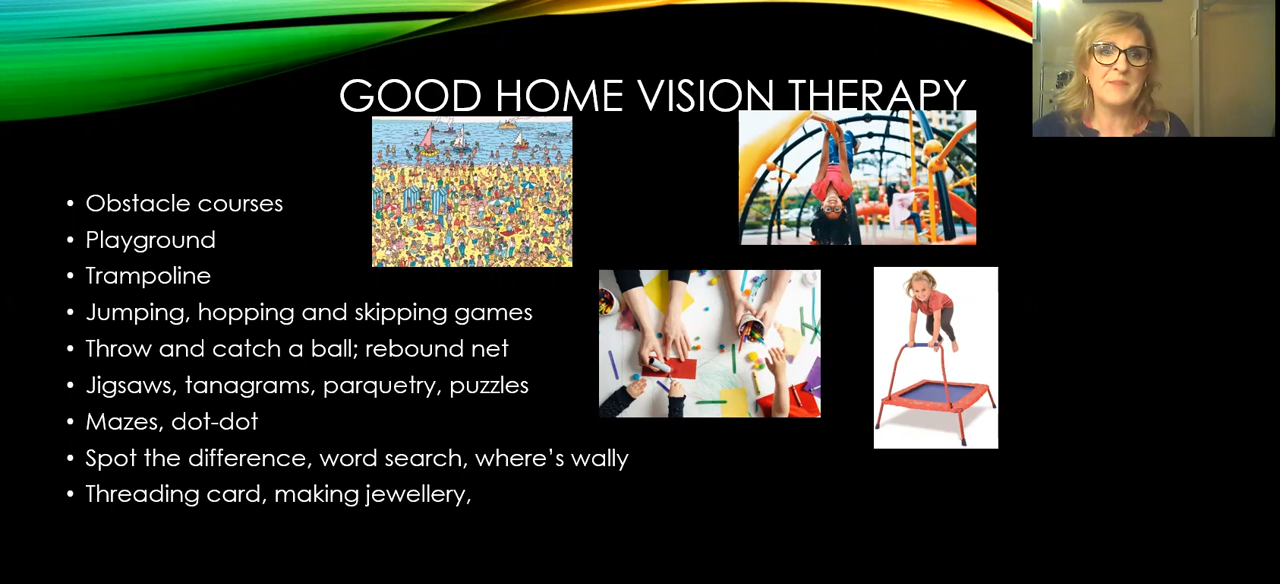 GOOD HOME VISION THERAPY
• Obstacle courses
• Playground
• Trampoline
• Jumping, hopping and skipping games
• Throw and catch a ball; rebound net
• Jigsaws, tanagrams, parquetry, puzzles
• Mazes, dot-dot
• Spot the difference, word search, where’s wally
• Threading card, making jewellery,